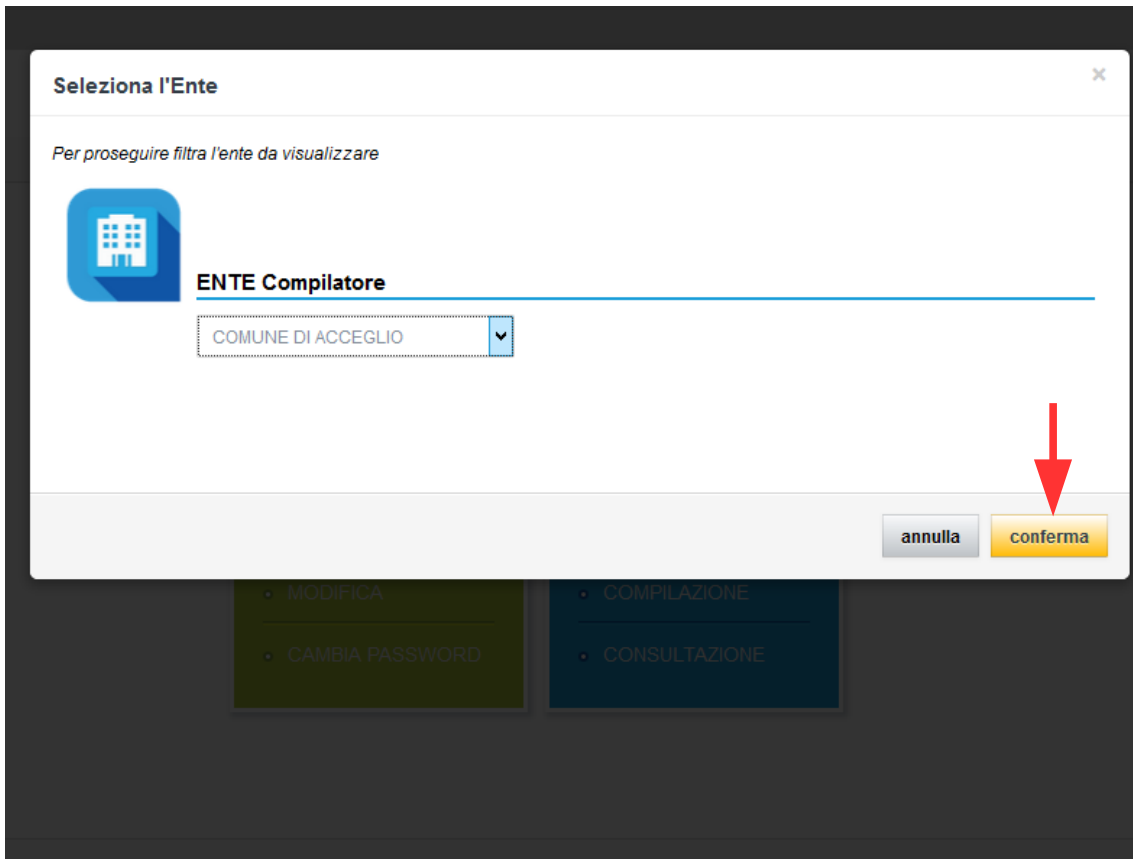 Seleziona l'Ente
×
Per proseguire filtra l'ente da visualizzare
ENTE Compilatore
COMUNE DI ACCEGLIO
annulla
conferma
MODIFICA
COMPILAZIONE
CAMBIA PASSWORD
CONSULTAZIONE